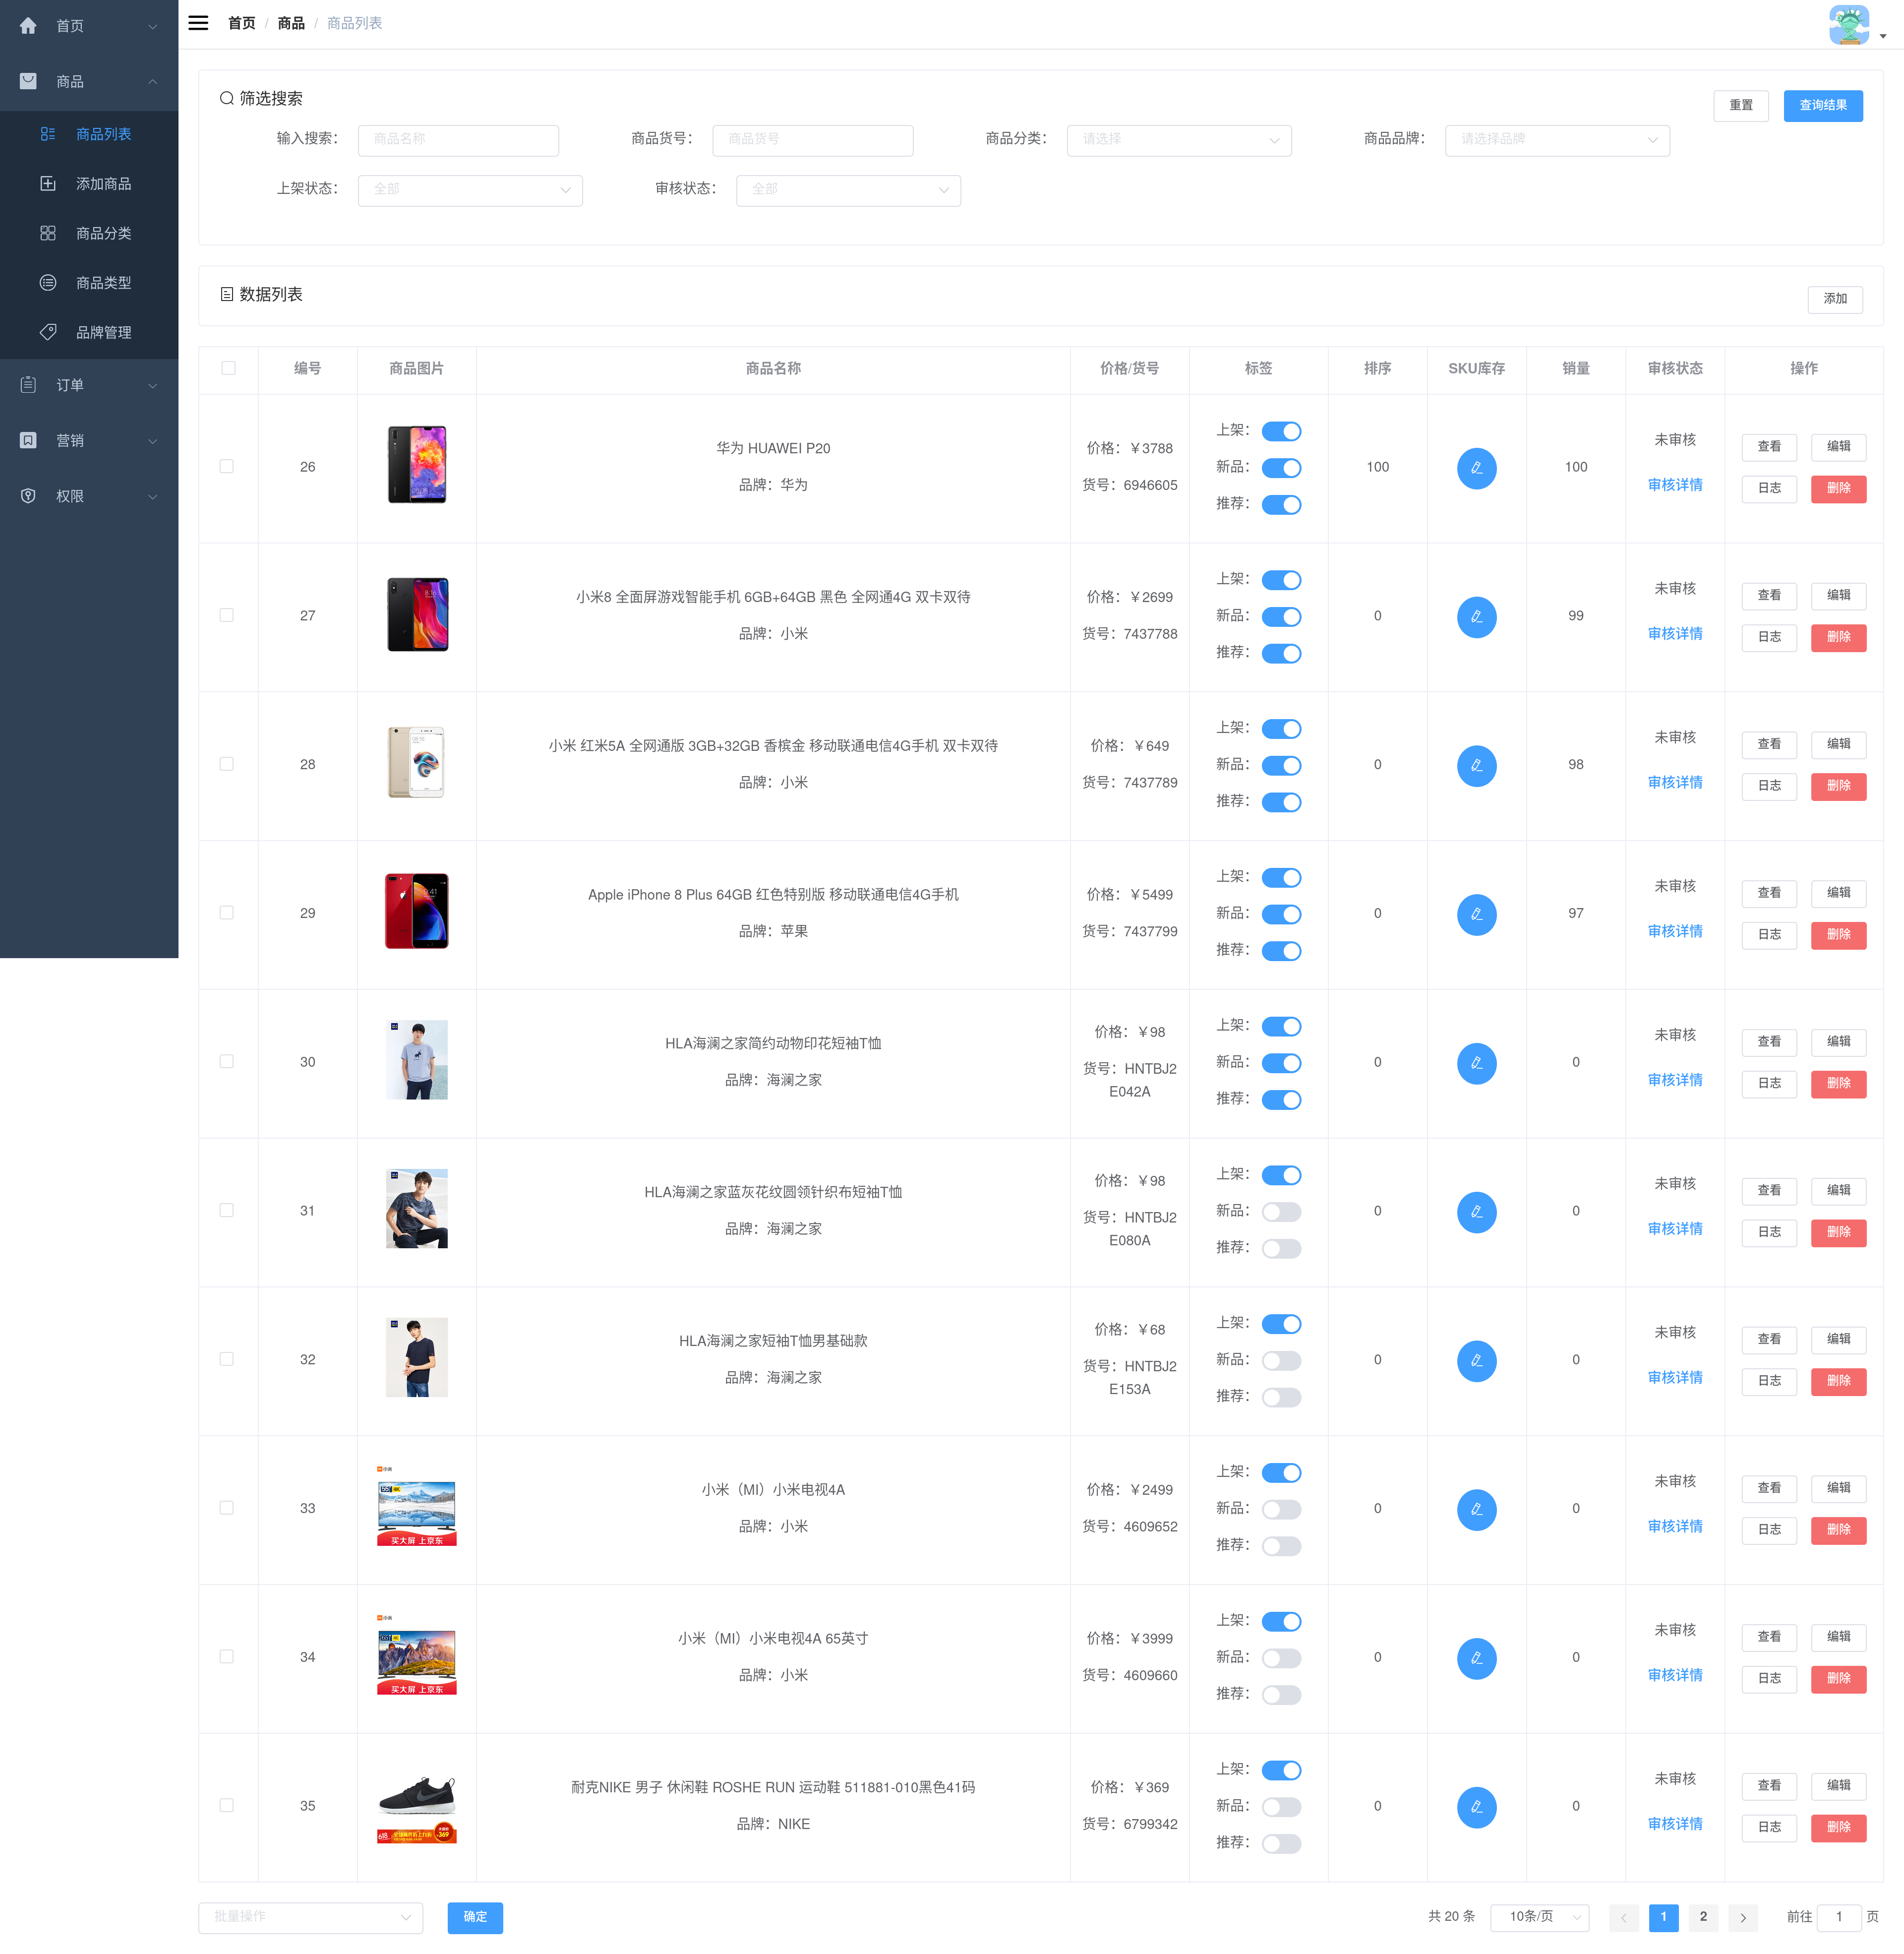 首页
商品
商品列表
添加商品
商品分类
商品类型
品牌管理
订单
营销
权限
首页 / 商品 / 商品列表
筛选搜索
重置 查询结果
输入搜索： 商品名称 商品货号： 商品货号 商品分类： 请选择 商品品牌： 请选择品牌
上架状态： 全部 审核状态： 全部
数据列表
添加
编号 商品图片 商品名称 价格/货号 标签 排序 SKU库存 销量 审核状态 操作
26
华为 HUAWEI P20
品牌：华为
价格：￥3788
货号：6946605
上架：
新品：
推荐：
100
100
未审核
审核详情
查看 编辑
日志 删除
27
小米8 全面屏游戏智能手机 6GB+64GB 黑色 全网通4G 双卡双待
品牌：小米
价格：￥2699
货号：7437788
上架：
新品：
推荐：
0
99
未审核
审核详情
查看 编辑
日志 删除
28
小米 红米5A 全网通版 3GB+32GB 香槟金 移动联通电信4G手机 双卡双待
品牌：小米
价格：￥649
货号：7437789
上架：
新品：
推荐：
0
98
未审核
审核详情
查看 编辑
日志 删除
29
Apple iPhone 8 Plus 64GB 红色特别版 移动联通电信4G手机
品牌：苹果
价格：￥5499
货号：7437799
上架：
新品：
推荐：
0
97
未审核
审核详情
查看 编辑
日志 删除
30
HLA海澜之家简约动物印花短袖T恤
品牌：海澜之家
价格：￥98
货号：HNTBJ2
E042A
上架：
新品：
推荐：
0
0
未审核
审核详情
查看 编辑
日志 删除
31
HLA海澜之家蓝灰花纹圆领针织布短袖T恤
品牌：海澜之家
价格：￥98
货号：HNTBJ2
E080A
上架：
新品：
推荐：
0
0
未审核
审核详情
查看 编辑
日志 删除
32
HLA海澜之家短袖T恤男基础款
品牌：海澜之家
价格：￥68
货号：HNTBJ2
E153A
上架：
新品：
推荐：
0
0
未审核
审核详情
查看 编辑
日志 删除
33
小米
55 4K
买大屏 上京东
小米（MI）小米电视4A
品牌：小米
价格：￥2499
货号：4609652
上架：
新品：
推荐：
0
0
未审核
审核详情
查看 编辑
日志 删除
34
小米
买大屏 上京东
小米（MI）小米电视4A 65英寸
品牌：小米
价格：￥3999
货号：4609660
上架：
新品：
推荐：
0
0
未审核
审核详情
查看 编辑
日志 删除
35
618
369
耐克NIKE 男子 休闲鞋 ROSHE RUN 运动鞋 511881-010黑色41码
品牌：NIKE
价格：￥369
货号：6799342
上架：
新品：
推荐：
0
0
未审核
审核详情
查看 编辑
日志 删除
批量操作 确定 共 20 条 10条/页 1 2 前往 1 页